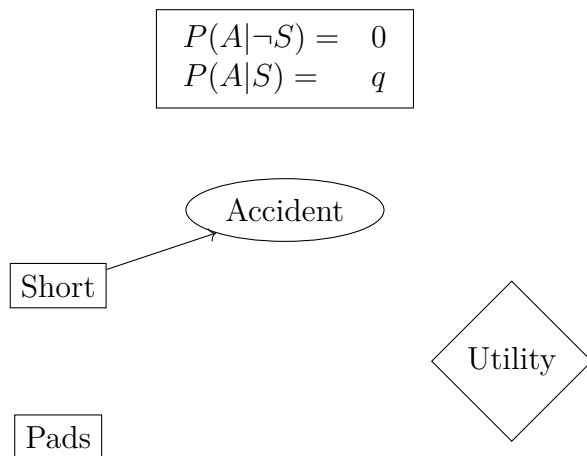 P(A|¬S) = 0
P(A|S) = q
Accident
Short
Utility
Pads